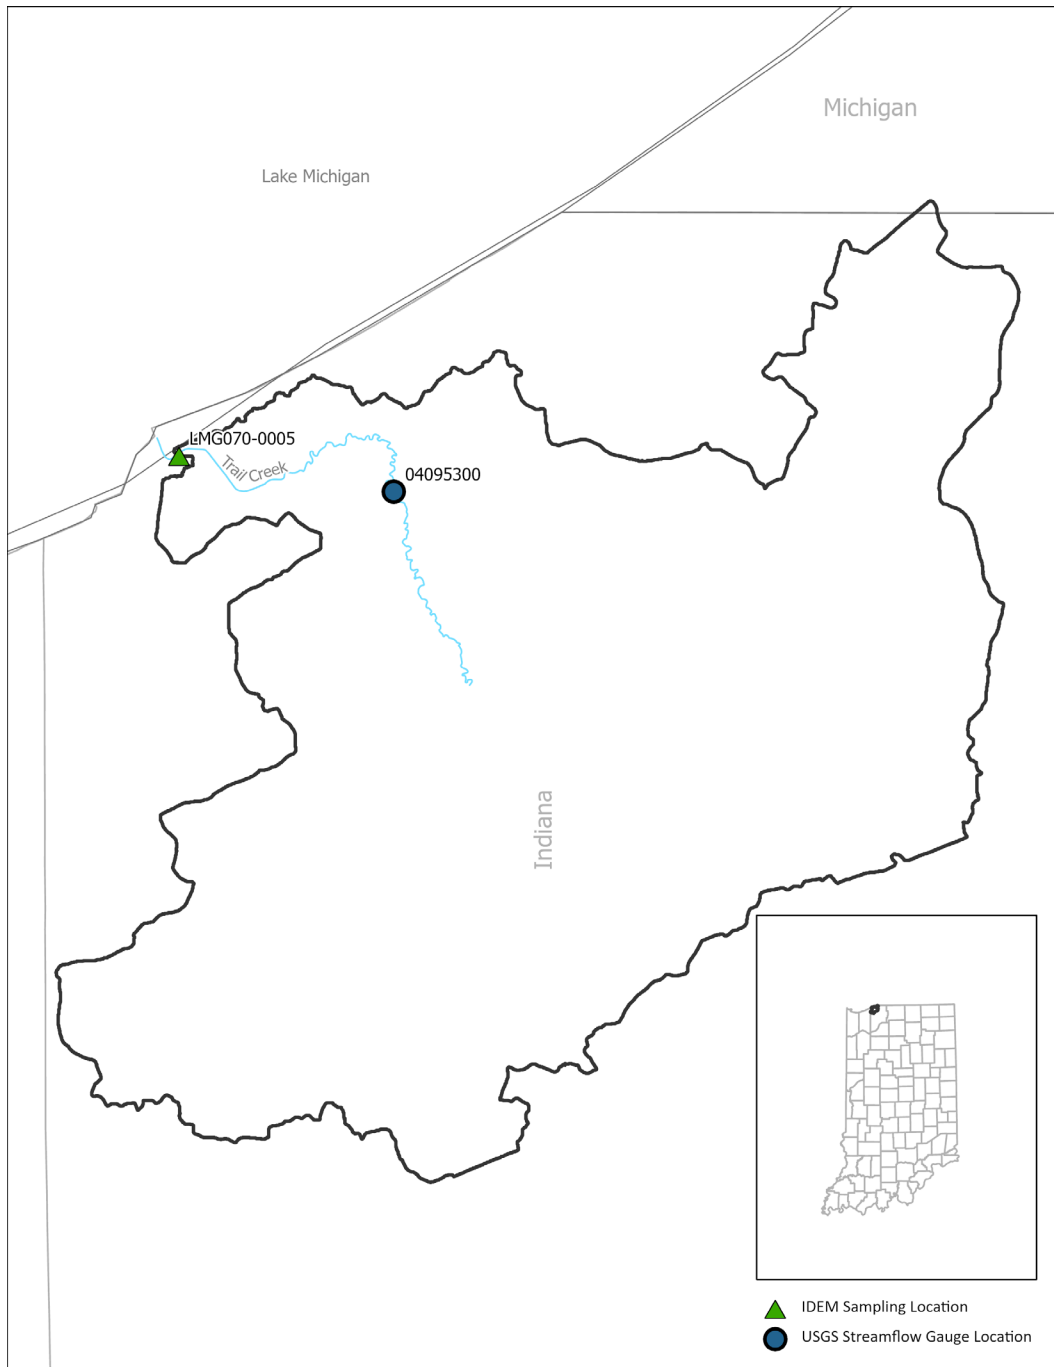 Michigan
Lake Michigan
LMG070-0005
Trail Creek
04095300
Indiana
IDEM Sampling Location
USGS Streamflow Gauge Location